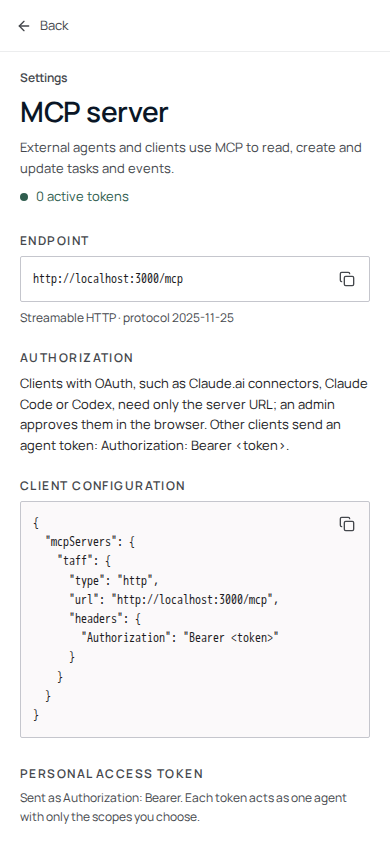 Back
Settings
MCP server
External agents and clients use MCP to read, create and
update tasks and events.
0 active tokens
ENDPOINT
http://localhost:3000/mcp
Streamable HTTP · protocol 2025-11-25
AUTHORIZATION
Clients with OAuth, such as Claude.ai connectors, Claude
Code or Codex, need only the server URL; an admin
approves them in the browser. Other clients send an
agent token: Authorization: Bearer <token>.
CLIENT CONFIGURATION
{
  "mcpServers": {
    "taff": {
      "type": "http",
      "url": "http://localhost:3000/mcp",
      "headers": {
        "Authorization": "Bearer <token>"
      }
    }
  }
}
PERSONAL ACCESS TOKEN
Sent as Authorization: Bearer. Each token acts as one agent
with only the scopes you choose.